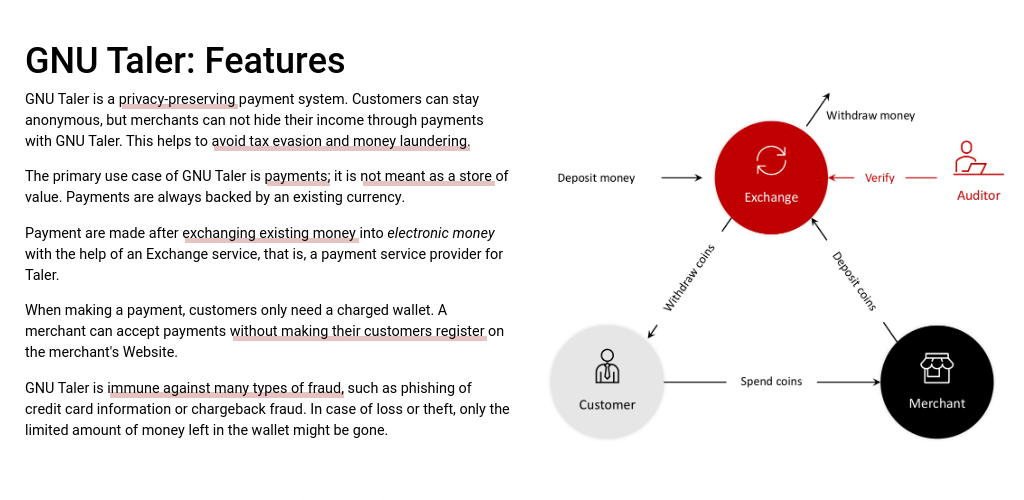 GNU Taler: Features
GNU Taler is a privacy-preserving payment system. Customers can stay
anonymous, but merchants can not hide their income through payments
with GNU Taler. This helps to avoid tax evasion and money laundering.
The primary use case of GNU Taler is payments; it is not meant as a store of
value. Payments are always backed by an existing currency.
Payment are made after exchanging existing money into electronic money
with the help of an Exchange service, that is, a payment service provider for
Taler.
When making a payment, customers only need a charged wallet. A
merchant can accept payments without making their customers register on
the merchant's Website.
GNU Taler is immune against many types of fraud, such as phishing of
credit card information or chargeback fraud. In case of loss or theft, only the
limited amount of money left in the wallet might be gone.
Withdraw money
Deposit money
Exchange
Verify
Auditor
Withdraw coins
Deposit coins
Customer
Spend coins
Merchant